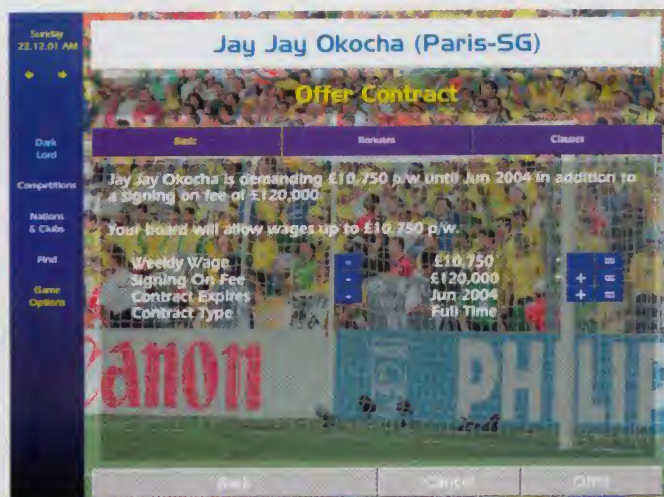 Sunday
23.12.01 AM
Jay Jay Okocha (Paris-SG)
Offer Contract
Dark
Lord
Competitions
Nations
& Clubs
Find
Game
Options
Basic
Bonuses
Clauses
Jay Jay Okocha is demanding £10,750 p/w until Jun 2004 in addition to
a signing on fee of £120,000.
Your board will allow wages up to £10,750 p/w.
Weekly Wage - £10,750 =
Signing On Fee - £120,000 + =
Contract Expires - Jun 2004 + =
Contract Type Full Time
Canon
PHILIP
Back
Cancel
Offer